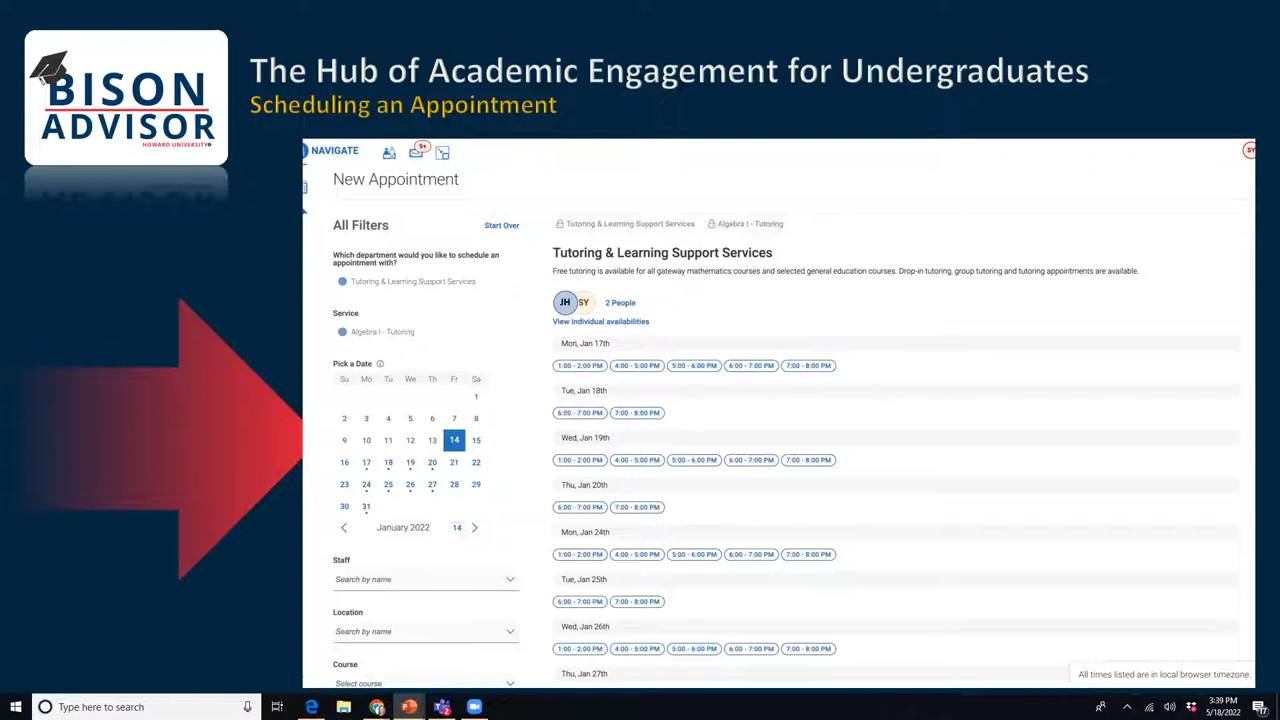 BISON
ADVISOR
HOWARD UNIVERSITY
The Hub of Academic Engagement for Undergraduates
Scheduling an Appointment
NAVIGATE
9+
SY
New Appointment
All Filters
Start Over
Which department would you like to schedule an
appointment with?
Tutoring & Learning Support Services
Service
Algebra I - Tutoring
Pick a Date
Su Mo Tu We Th Fr Sa
1
2 3 4 5 6 7 8
9 10 11 12 13 14 15
16 17 18 19 20 21 22
23 24 25 26 27 28 29
30 31
January 2022 14
Staff
Search by name
Location
Search by name
Course
Select course
Tutoring & Learning Support Services Algebra I - Tutoring
Tutoring & Learning Support Services
Free tutoring is available for all gateway mathematics courses and selected general education courses. Drop-in tutoring, group tutoring and tutoring appointments are available.
JH SY 2 People
View individual availabilities
Mon, Jan 17th
1:00 - 2:00 PM 4:00 - 5:00 PM 5:00 - 6:00 PM 6:00 - 7:00 PM 7:00 - 8:00 PM
Tue, Jan 18th
6:00 - 7:00 PM 7:00 - 8:00 PM
Wed, Jan 19th
1:00 - 2:00 PM 4:00 - 5:00 PM 5:00 - 6:00 PM 6:00 - 7:00 PM 7:00 - 8:00 PM
Thu, Jan 20th
6:00 - 7:00 PM 7:00 - 8:00 PM
Mon, Jan 24th
1:00 - 2:00 PM 4:00 - 5:00 PM 5:00 - 6:00 PM 6:00 - 7:00 PM 7:00 - 8:00 PM
Tue, Jan 25th
6:00 - 7:00 PM 7:00 - 8:00 PM
Wed, Jan 26th
1:00 - 2:00 PM 4:00 - 5:00 PM 5:00 - 6:00 PM 6:00 - 7:00 PM 7:00 - 8:00 PM
Thu, Jan 27th
All times listed are in local browser timezone.
Type here to search
3:39 PM
5/18/2022
17